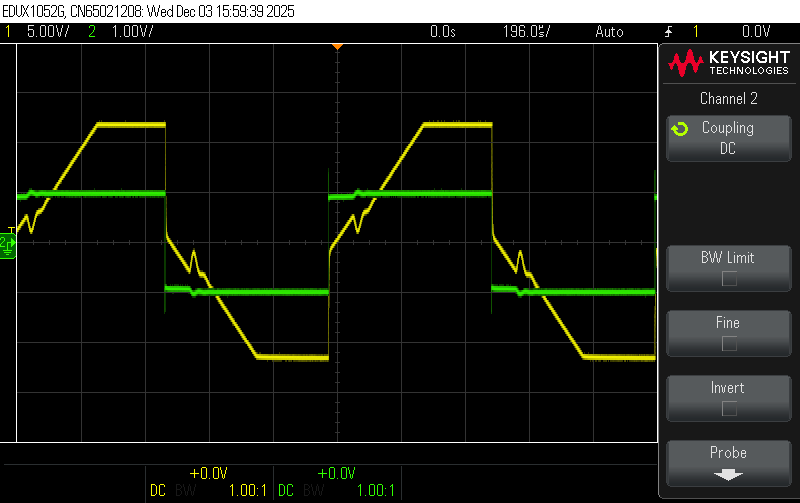 EDUX1052G, CN65021208: Wed Dec 03 15:59:39 2025
1 5.00V/ 2 1.00V/ 0.0s 196.0us/ Auto 1 0.0V
KEYSIGHT
TECHNOLOGIES
Channel 2
Coupling
DC
T
2
BW Limit
Fine
Invert
Probe
+0.0V +0.0V
DC BW 1.00:1 DC BW 1.00:1